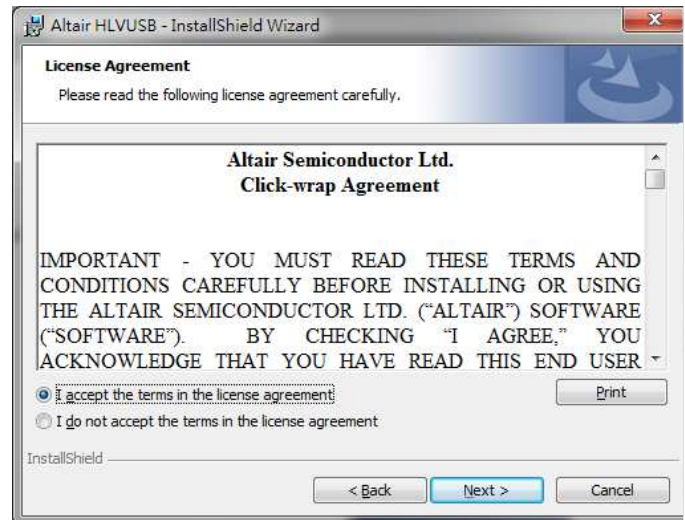 Altair HLVUSB - InstallShield Wizard
License Agreement
Please read the following license agreement carefully.
Altair Semiconductor Ltd.
Click-wrap Agreement
IMPORTANT - YOU MUST READ THESE TERMS AND
CONDITIONS CAREFULLY BEFORE INSTALLING OR USING
THE ALTAIR SEMICONDUCTOR LTD. (“ALTAIR”) SOFTWARE
(“SOFTWARE”). BY CHECKING “I AGREE,” YOU
ACKNOWLEDGE THAT YOU HAVE READ THIS END USER
I accept the terms in the license agreement
Print
I do not accept the terms in the license agreement
InstallShield
< Back Next > Cancel